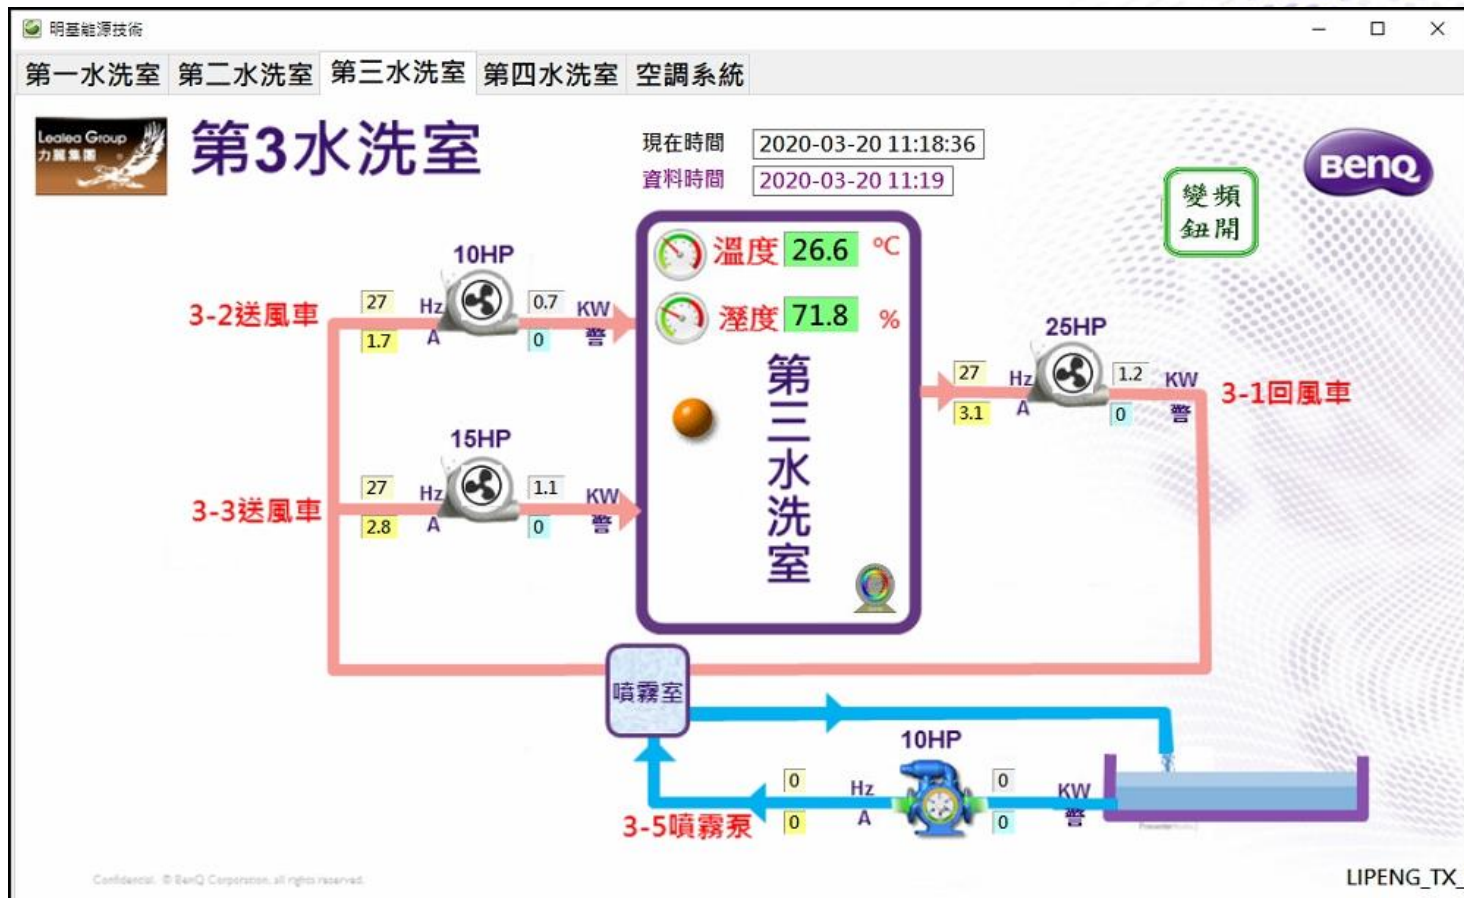 明基能源技術
第一水洗室 第二水洗室 第三水洗室 第四水洗室 空調系統
Lealea Group
力麗集團
第3水洗室
現在時間 2020-03-20 11:18:36
資料時間 2020-03-20 11:19
BenQ
變頻
鈕開
溫度 26.6 ºC
溼度 71.8 %
第三水洗室
10HP
3-2送風車 27 Hz 0.7 KW
1.7 A 0 警
15HP
3-3送風車 27 Hz 1.1 KW
2.8 A 0 警
25HP
27 Hz 1.2 KW 3-1回風車
3.1 A 0 警
噴霧室
10HP
0 Hz 0 KW
3-5噴霧泵 0 A 0 警
Confidential. © BenQ Corporation, all rights reserved.
LIPENG_TX_